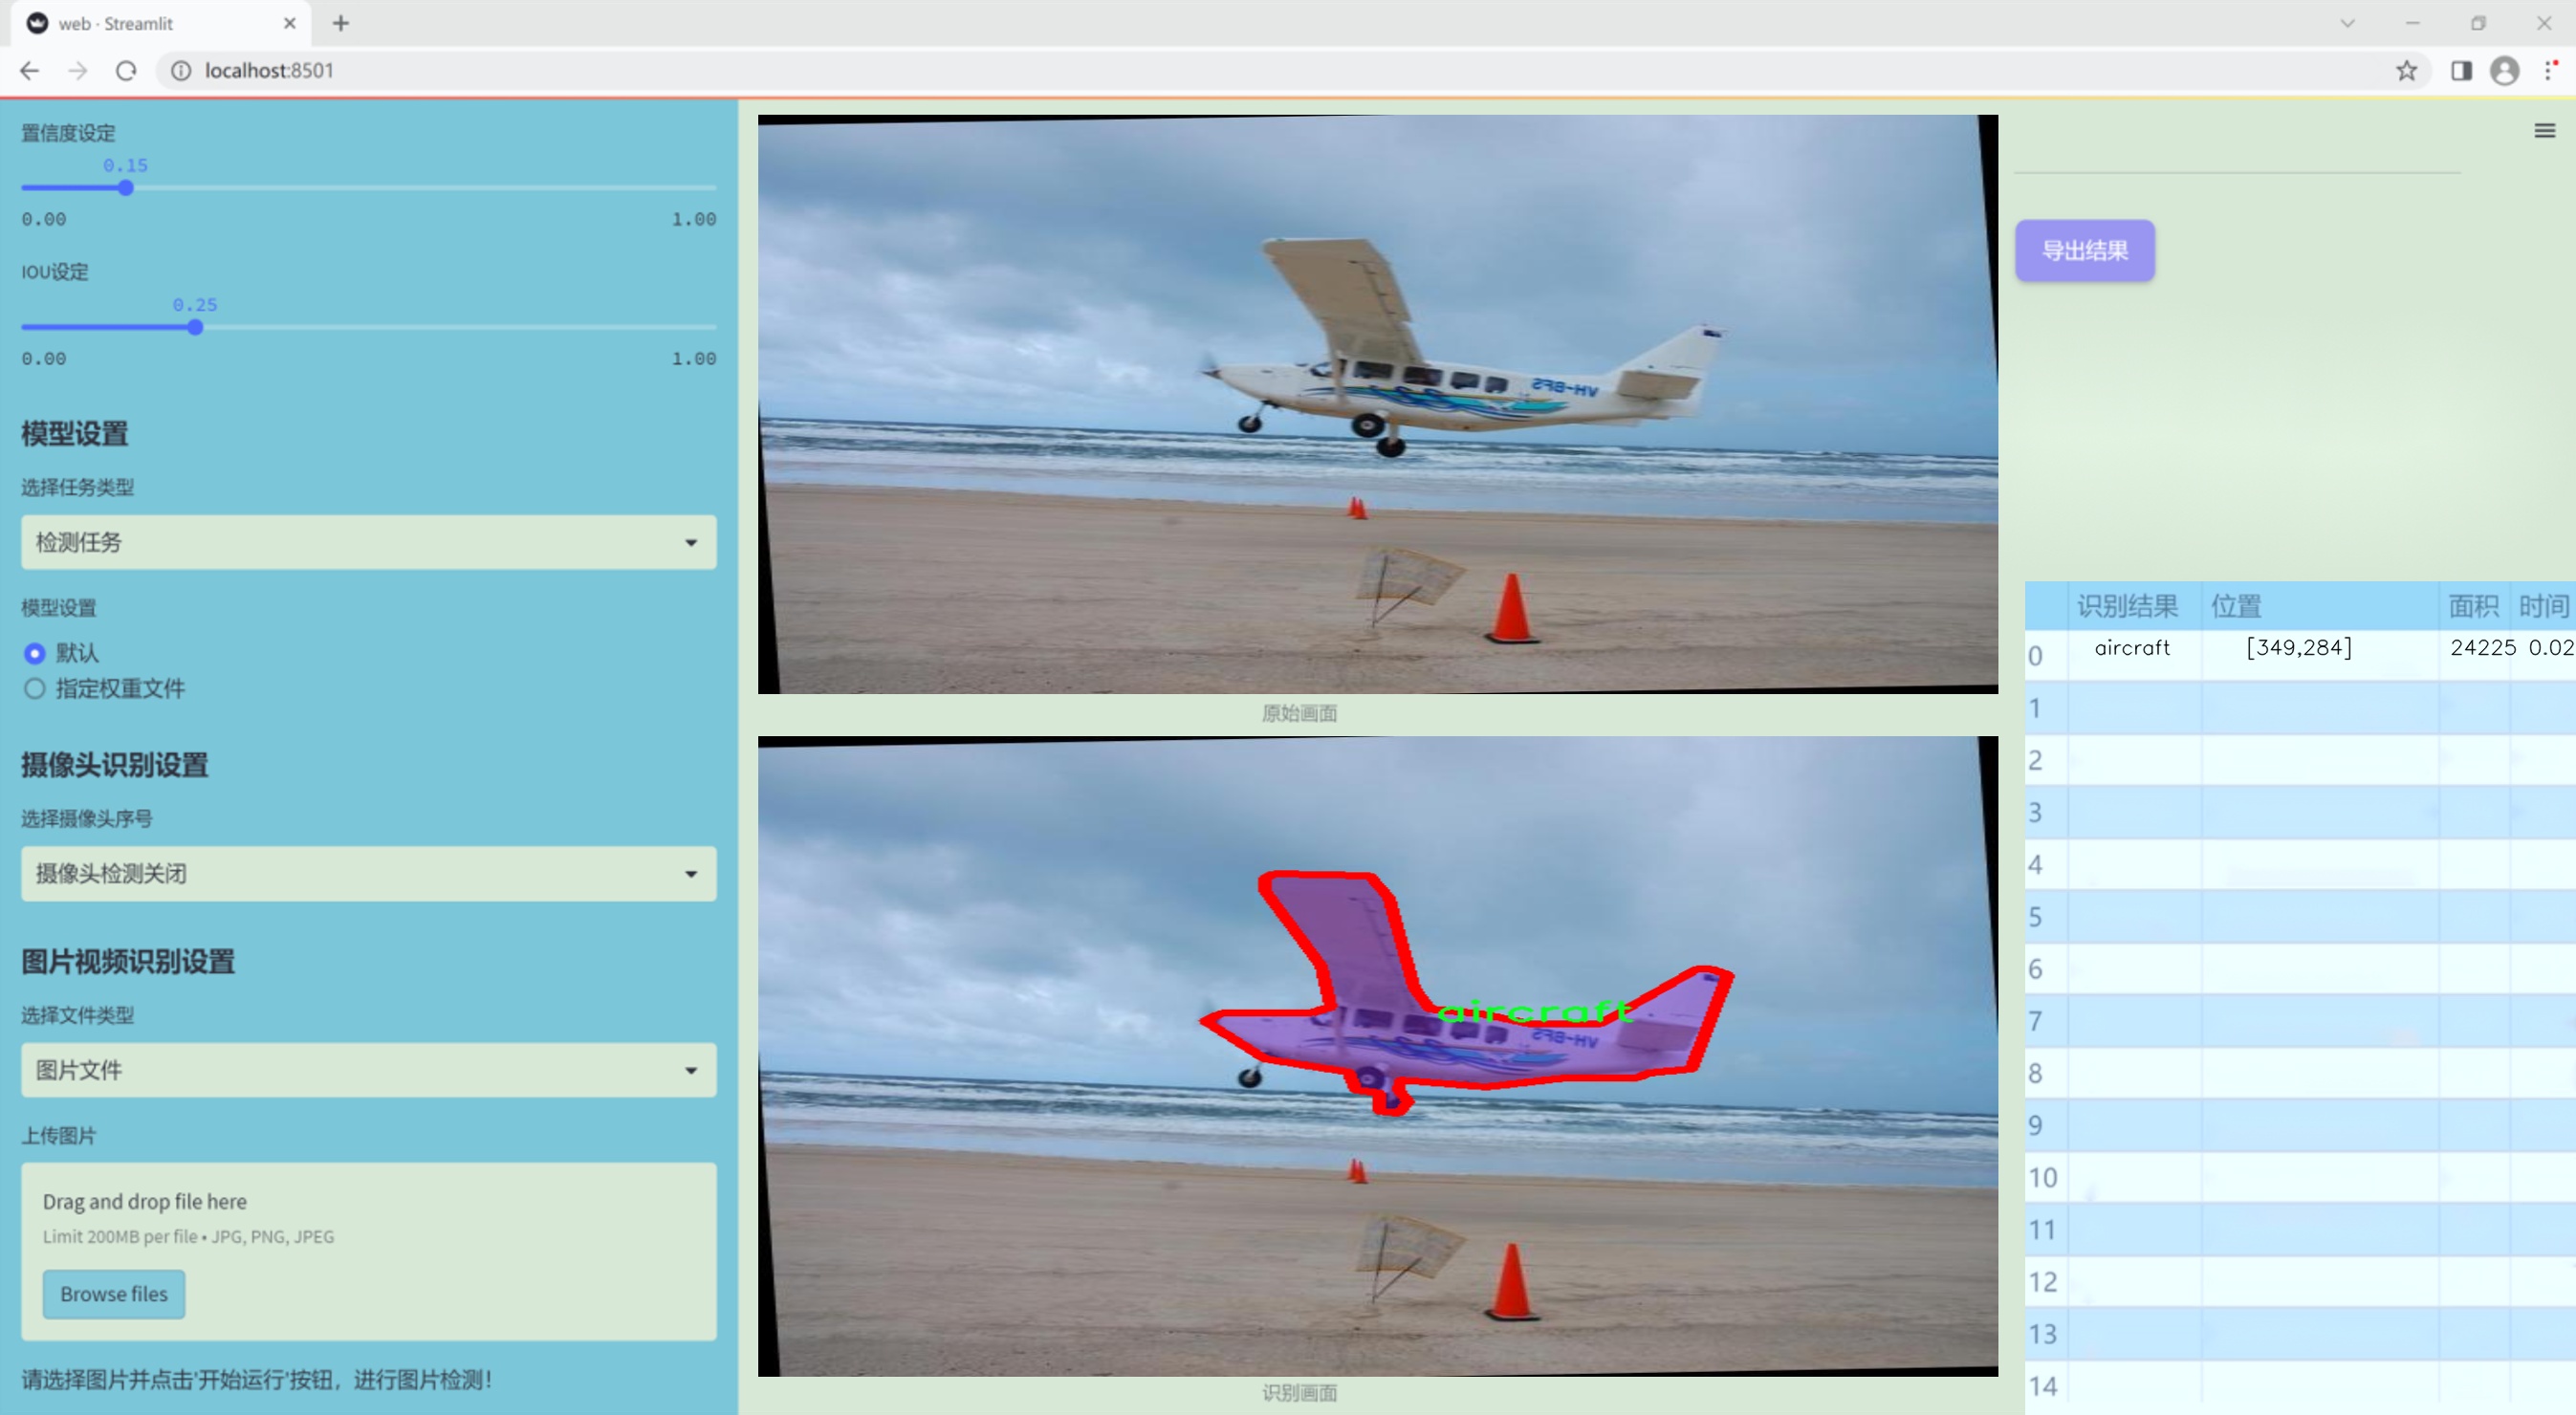 web · Streamlit
localhost:8501
置信度设定
0.15
0.00 1.00
IOU设定
0.25
0.00 1.00
模型设置
选择任务类型
检测任务
模型设置
默认
指定权重文件
摄像头识别设置
选择摄像头序号
摄像头检测关闭
图片视频识别设置
选择文件类型
图片文件
上传图片
Drag and drop file here
Limit 200MB per file • JPG, PNG, JPEG
Browse files
请选择图片并点击'开始运行'按钮，进行图片检测！
VH-BFS
原始画面
aircraft
VH-BFS
识别画面
导出结果
识别结果 位置 面积 时间
0 aircraft [349,284] 24225 0.02
1
2
3
4
5
6
7
8
9
10
11
12
13
14